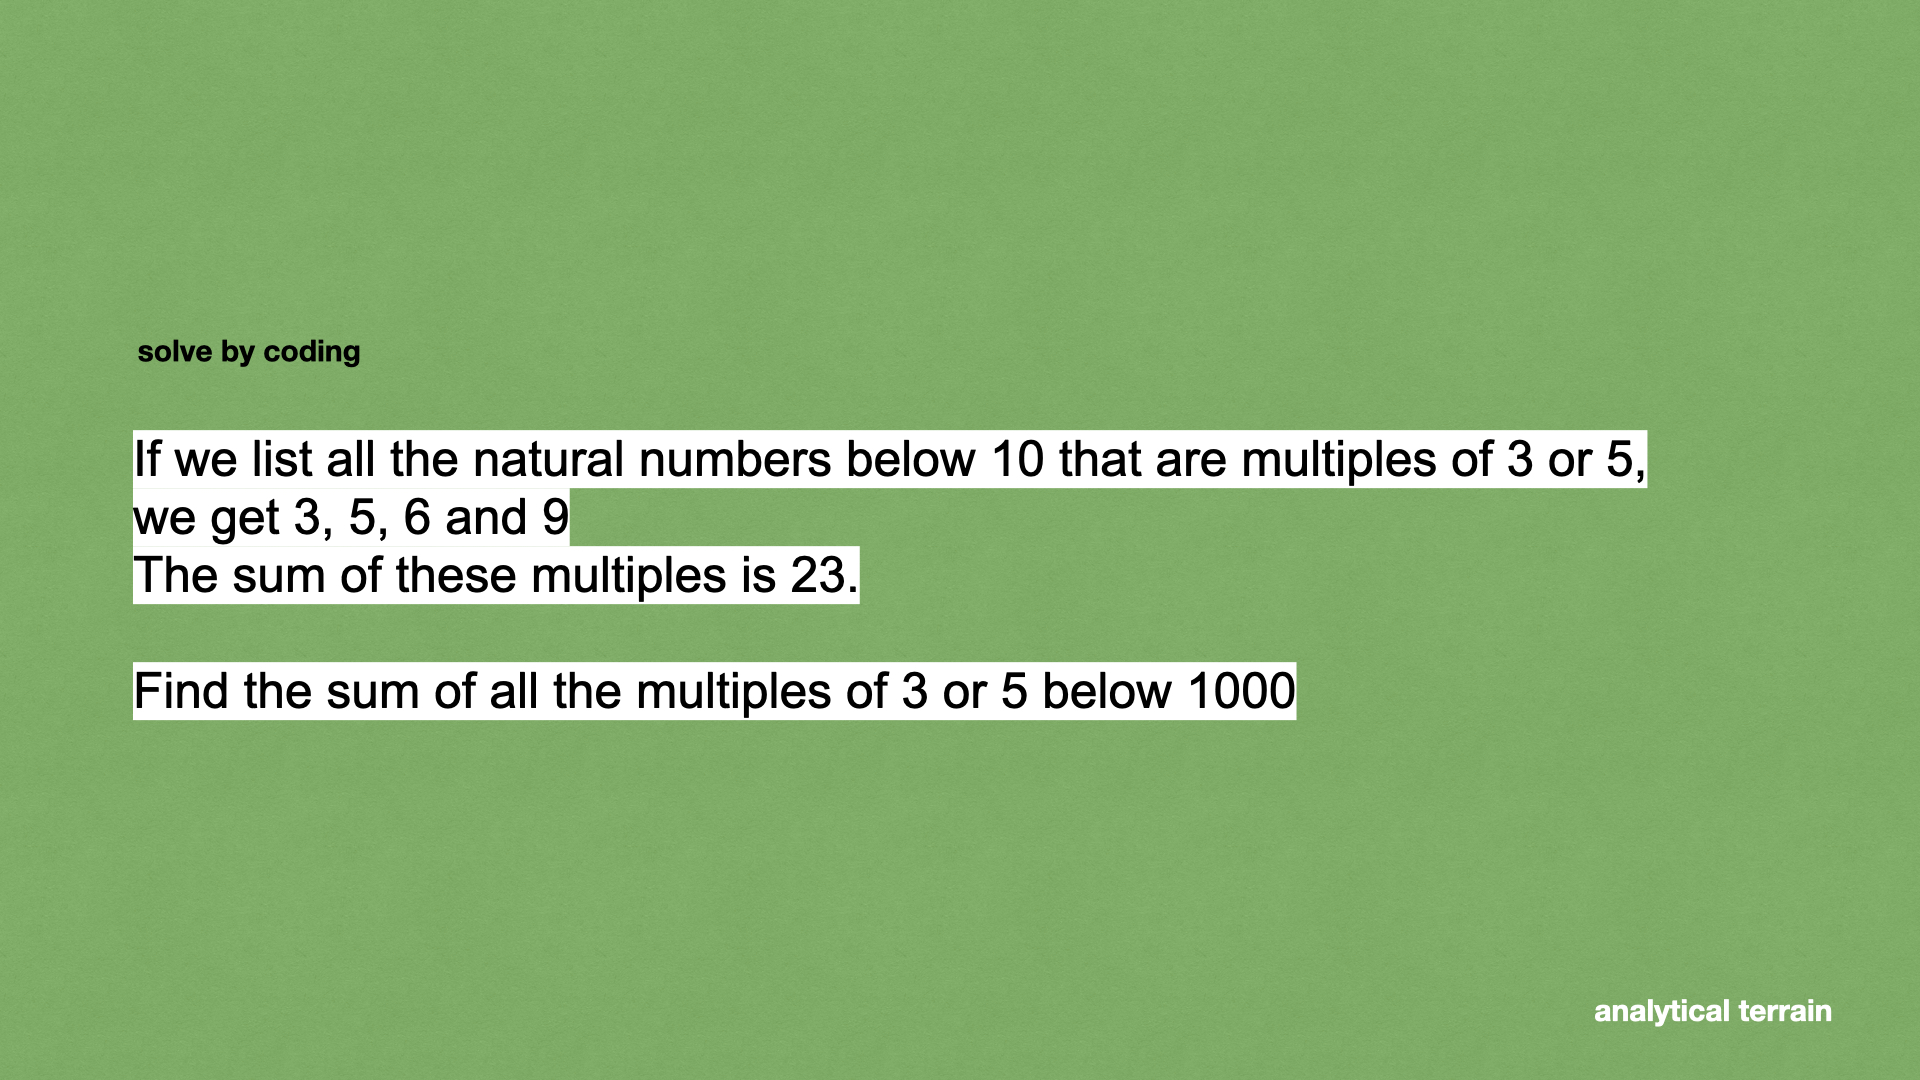 solve by coding
If we list all the natural numbers below 10 that are multiples of 3 or 5,
we get 3, 5, 6 and 9
The sum of these multiples is 23.
Find the sum of all the multiples of 3 or 5 below 1000
analytical terrain